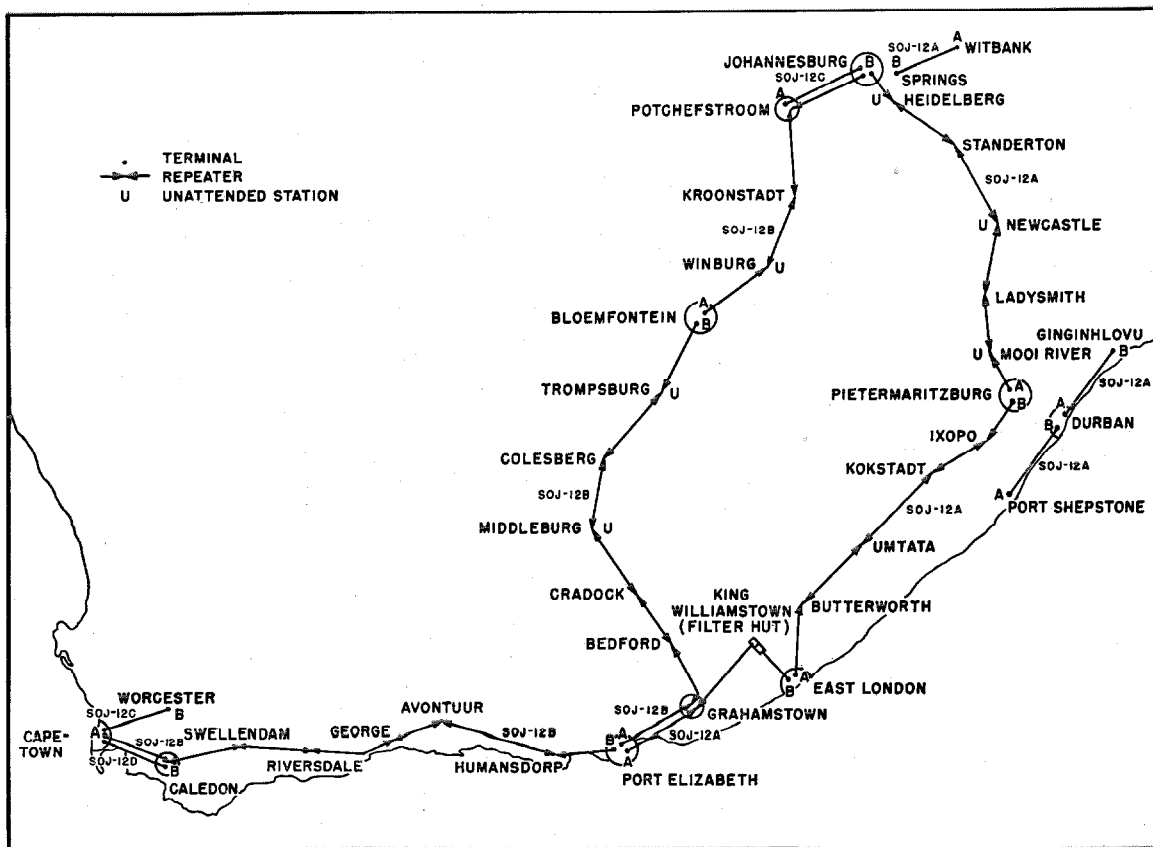 A
SOJ-12A
WITBANK
JOHANNESBURG
B
B
SPRINGS
SOJ-12C
A
U
HEIDELBERG
POTCHEFSTROOM
STANDERTON
TERMINAL
REPEATER
U UNATTENDED STATION
SOJ-12A
KROONSTADT
U
NEWCASTLE
SOJ-12B
WINBURG
U
LADYSMITH
A
BLOEMFONTEIN
B
GINGINHLOVU
B
U
MOOI RIVER
SOJ-12A
TROMPSBURG
U
PIETERMARITZBURG
A
B
A
B
DURBAN
IXOPO
COLESBERG
KOKSTADT
SOJ-12A
SOJ-12B
SOJ-12A
A
PORT SHEPSTONE
MIDDLEBURG
U
UMTATA
CRADOCK
KING
WILLIAMSTOWN
(FILTER HUT)
BUTTERWORTH
BEDFORD
A
B
EAST LONDON
WORCESTER
B
SOJ-12C
AVONTUUR
SOJ-12B
GRAHAMSTOWN
CAPE-
TOWN
A
SOJ-12B
SWELLENDAM
GEORGE
SOJ-12B
B
A
SOJ-12A
A
SOJ-12D
B
RIVERSDALE
HUMANSDORP
PORT ELIZABETH
CALEDON